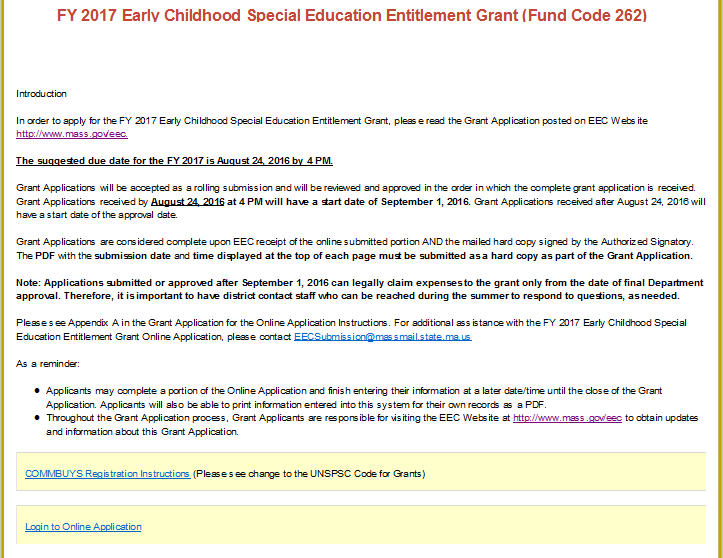 FY 2017 Early Childhood Special Education Entitlement Grant (Fund Code 262)
Introduction
In order to apply for the FY 2017 Early Childhood Special Education Entitlement Grant, please read the Grant Application posted on EEC Website
http://www.mass.gov/eec.
The suggested due date for the FY 2017 is August 24, 2016 by 4 PM.
Grant Applications will be accepted as a rolling submission and will be reviewed and approved in the order in which the complete grant application is received.
Grant Applications received by August 24, 2016 at 4 PM will have a start date of September 1, 2016. Grant Applications received after August 24, 2016 will
have a start date of the approval date.
Grant Applications are considered complete upon EEC receipt of the online submitted portion AND the mailed hard copy signed by the Authorized Signatory.
The PDF with the submission date and time displayed at the top of each page must be submitted as a hard copy as part of the Grant Application.
Note: Applications submitted or approved after September 1, 2016 can legally claim expenses to the grant only from the date of final Department
approval. Therefore, it is important to have district contact staff who can be reached during the summer to respond to questions, as needed.
Please see Appendix A in the Grant Application for the Online Application Instructions. For additional assistance with the FY 2017 Early Childhood Special
Education Entitlement Grant Online Application, please contact EECSubmission@massmail.state.ma.us
As a reminder:
• Applicants may complete a portion of the Online Application and finish entering their information at a later date/time until the close of the Grant
Application. Applicants will also be able to print information entered into this system for their own records as a PDF.
• Throughout the Grant Application process, Grant Applicants are responsible for visiting the EEC Website at http://www.mass.gov/eec to obtain updates
and information about this Grant Application.
COMMBUYS Registration Instructions (Please see change to the UNSPSC Code for Grants)
Login to Online Application